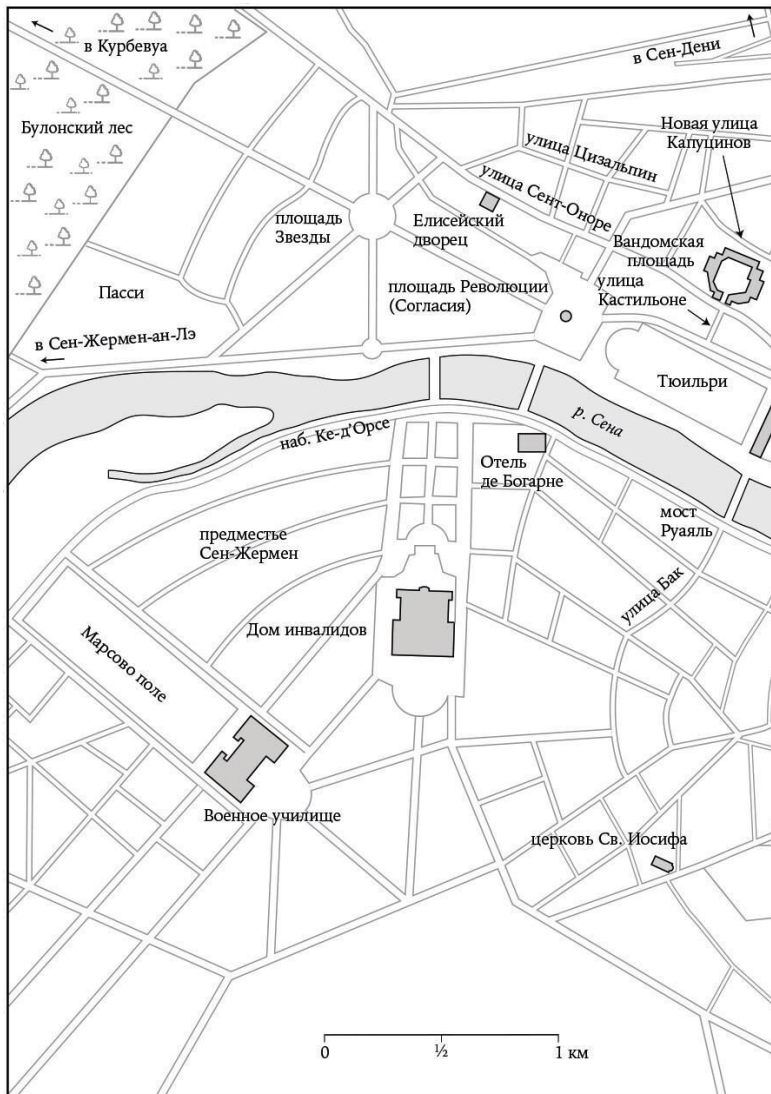 в Курбевуа
в Сен-Дени
Булонский лес
Новая улица
Капуцинов
улица Цизальпин
улица Сент-Оноре
площадь
Звезды
Елисейский
дворец
Вандомская
площадь
улица
Кастильоне
площадь Революции
(Согласия)
Пасси
в Сен-Жермен-ан-Лэ
Тюильри
р. Сена
наб. Ке-д'Орсе
Отель
де Богарне
мост
Руаяль
предместье
Сен-Жермен
улица Бак
Дом инвалидов
Марсово поле
Военное училище
церковь Св. Иосифа
0 ½ 1 км